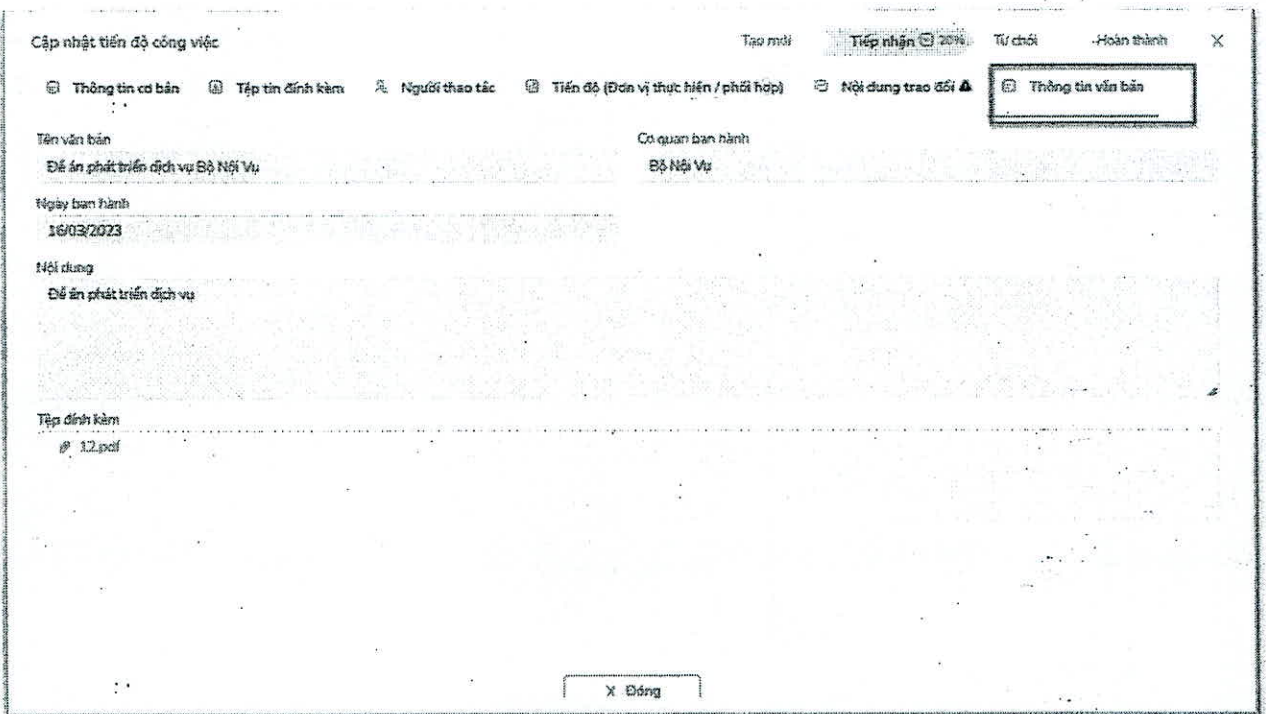 Cập nhật tiến độ công việc Tạo mới Tiếp nhận 20% Từ chối Hoàn thành X
Thông tin cơ bản Tệp tin đính kèm Người thao tác Tiến độ (Đơn vị thực hiện / phối hợp) Nội dung trao đổi Thông tin văn bản
Tên văn bản Cơ quan ban hành
Đề án phát triển dịch vụ Bộ Nội Vụ Bộ Nội Vụ
Ngày ban hành
16/03/2023
Nội dung
Đề án phát triển dịch vụ
Tệp đính kèm
12.pdf
X Đóng